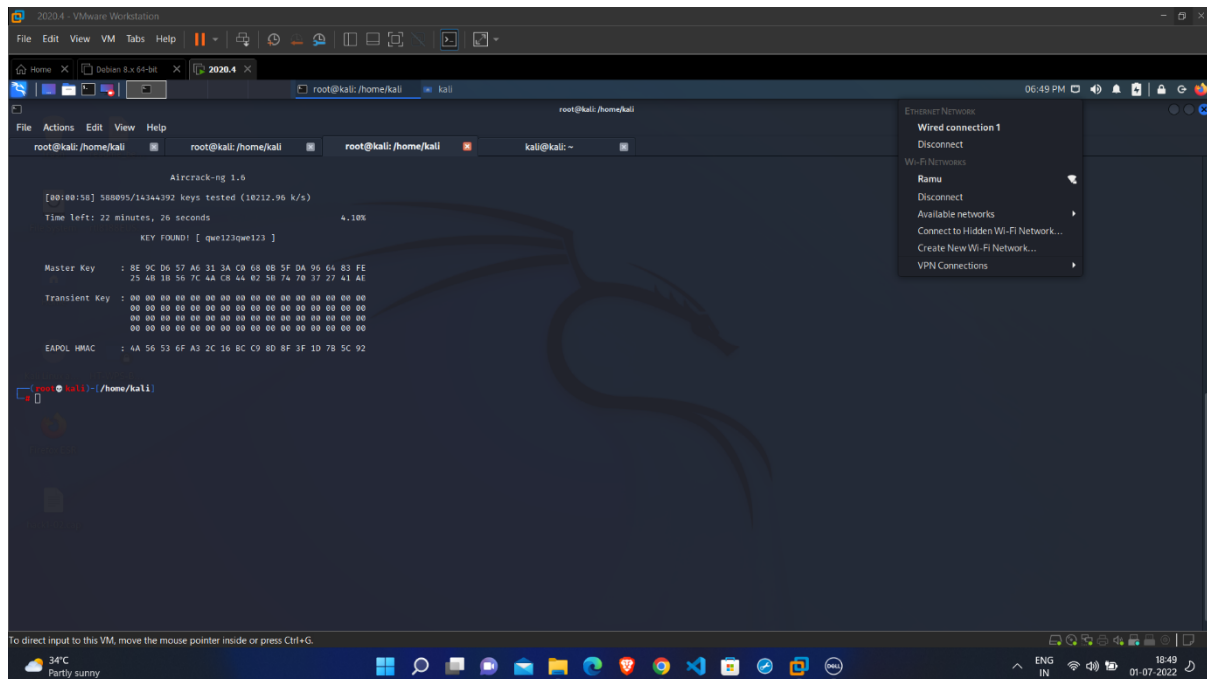 2020.4 - VMware Workstation
File Edit View VM Tabs Help
Home Debian 8.x 64-bit 2020.4
root@kali: /home/kali kali 06:49 PM
root@kali: /home/kali
File Actions Edit View Help
root@kali: /home/kali root@kali: /home/kali root@kali: /home/kali kali@kali: ~
Aircrack-ng 1.6
[00:00:58] 588095/14344392 keys tested (10212.96 k/s)
Time left: 22 minutes, 26 seconds 4.10%
KEY FOUND! [ qwe123qwe123 ]
Master Key : 8E 9C D6 57 A6 31 3A C0 68 0B 5F DA 96 64 83 FE
25 4B 1B 56 7C 4A C8 44 02 5B 74 70 37 27 41 AE
Transient Key : 00 00 00 00 00 00 00 00 00 00 00 00 00 00 00 00
00 00 00 00 00 00 00 00 00 00 00 00 00 00 00 00
00 00 00 00 00 00 00 00 00 00 00 00 00 00 00 00
00 00 00 00 00 00 00 00 00 00 00 00 00 00 00 00
EAPOL HMAC : 4A 56 53 6F A3 2C 16 BC C9 8D 8F 3F 1D 78 5C 92
(root kali)-[/home/kali]
#
Ethernet Network
Wired connection 1
Disconnect
Wi-Fi Networks
Ramu
Disconnect
Available networks
Connect to Hidden Wi-Fi Network...
Create New Wi-Fi Network...
VPN Connections
To direct input to this VM, move the mouse pointer inside or press Ctrl+G.
34°C
Partly sunny
DELL
ENG
IN
18:49
01-07-2022